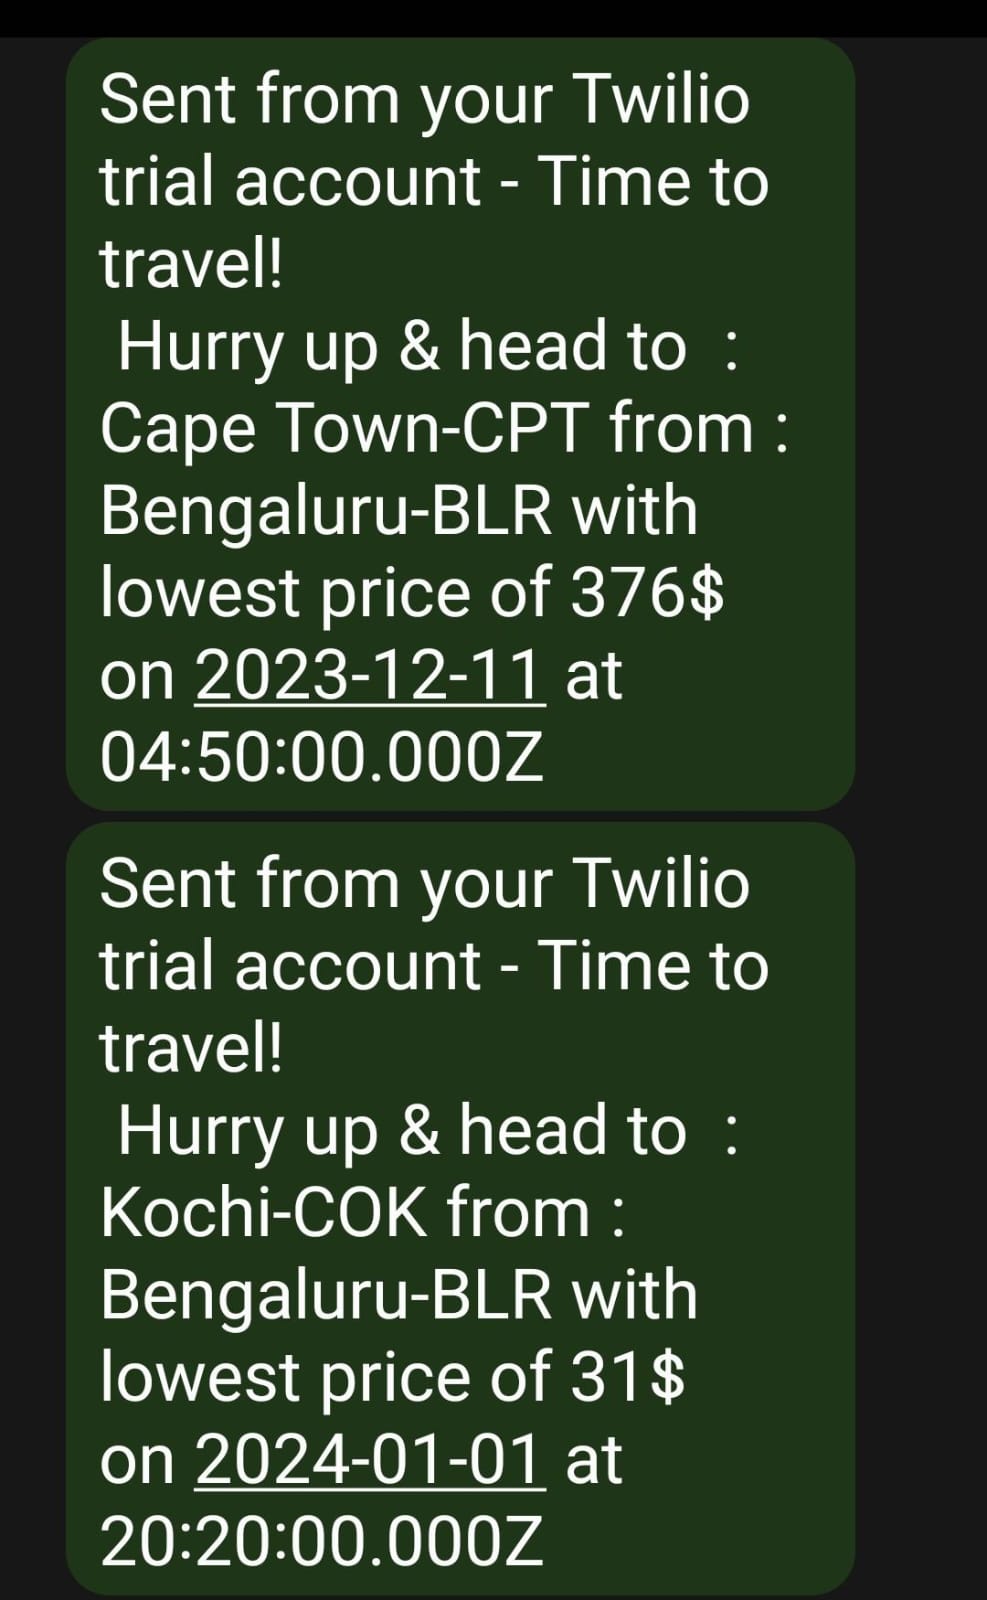 Sent from your Twilio
trial account - Time to
travel!
Hurry up & head to  :
Cape Town-CPT from :
Bengaluru-BLR with
lowest price of 376$
on 2023-12-11 at
04:50:00.000Z
Sent from your Twilio
trial account - Time to
travel!
Hurry up & head to  :
Kochi-COK from :
Bengaluru-BLR with
lowest price of 31$
on 2024-01-01 at
20:20:00.000Z